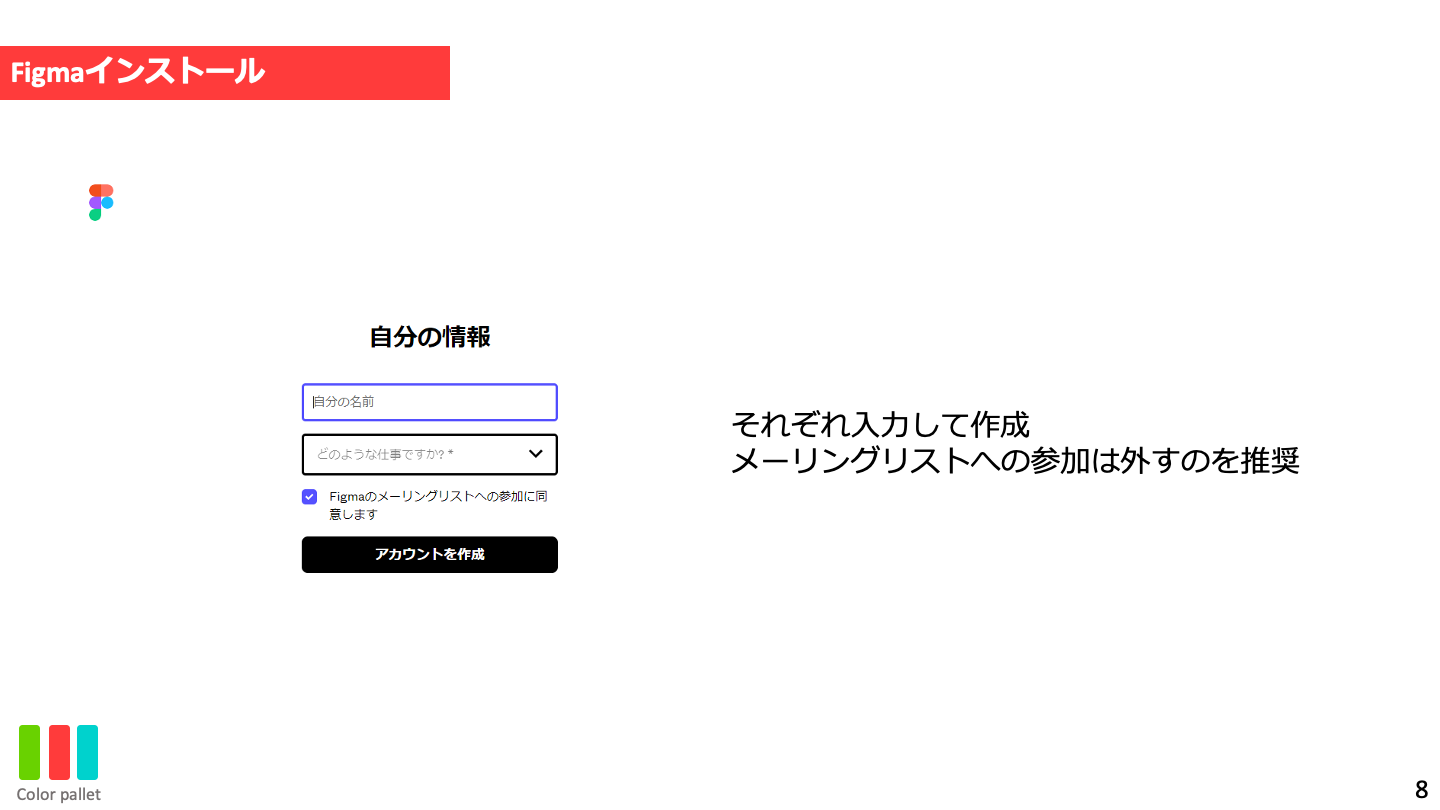 Figmaインストール
自分の情報
自分の名前
どのような仕事ですか? *
Figmaのメーリングリストへの参加に同
意します
アカウントを作成
それぞれ入力して作成
メーリングリストへの参加は外すのを推奨
Color pallet
8